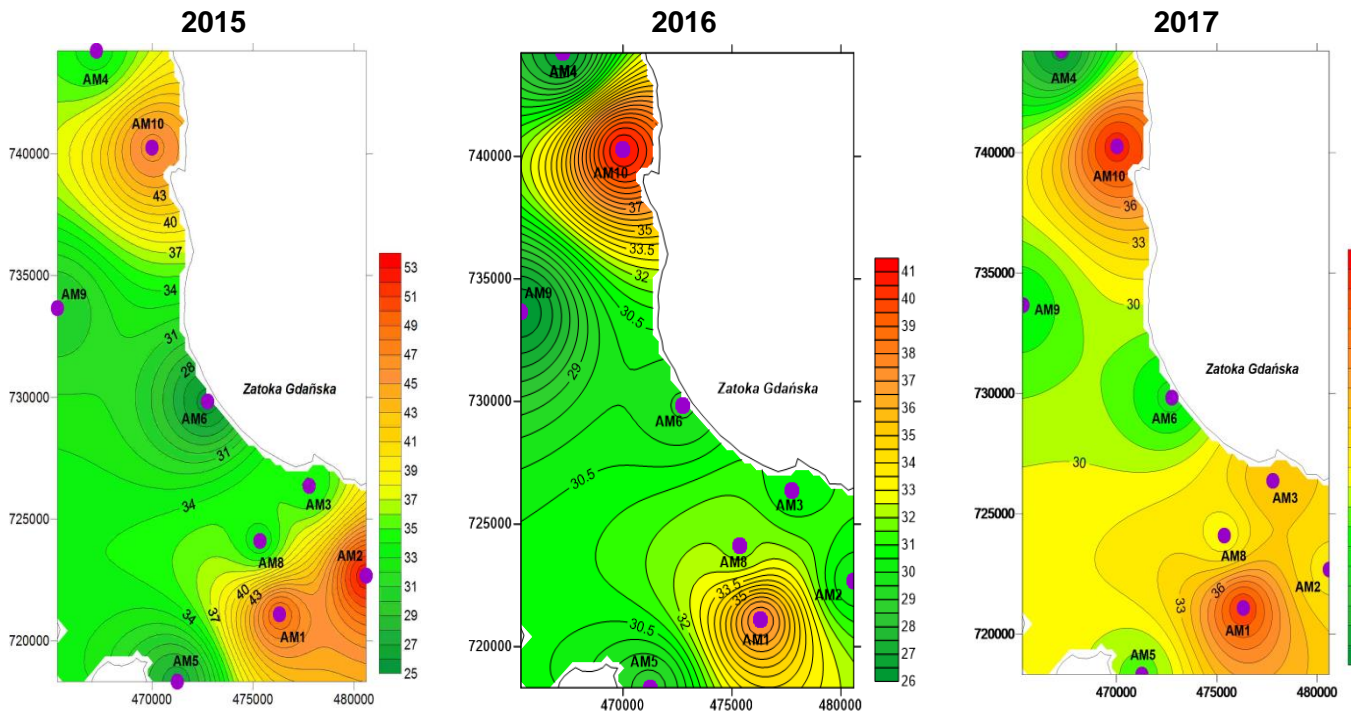 2015
AM4
AM10
740000
43
40
37
735000
34
AM9
31
28
Zatoka Gdańska
730000
AM6
31
34
AM3
725000
AM8
AM2
40
43
37
34
AM1
720000
AM5
470000
475000
480000
53
51
49
47
45
43
41
39
37
35
33
31
29
27
25
2016
AM4
740000
AM10
37
35
33.5
32
735000
AM9
30.5
29
Zatoka Gdańska
730000
AM6
30.5
AM3
725000
AM8
AM2
33.5
35
32
30.5
AM1
720000
AM5
470000
475000
480000
41
40
39
38
37
36
35
34
33
32
31
30
29
28
27
26
2017
AM4
740000
AM10
36
33
735000
30
AM9
Zatoka Gdańska
730000
AM6
30
AM3
725000
AM8
AM2
36
33
AM1
720000
AM5
470000
475000
480000